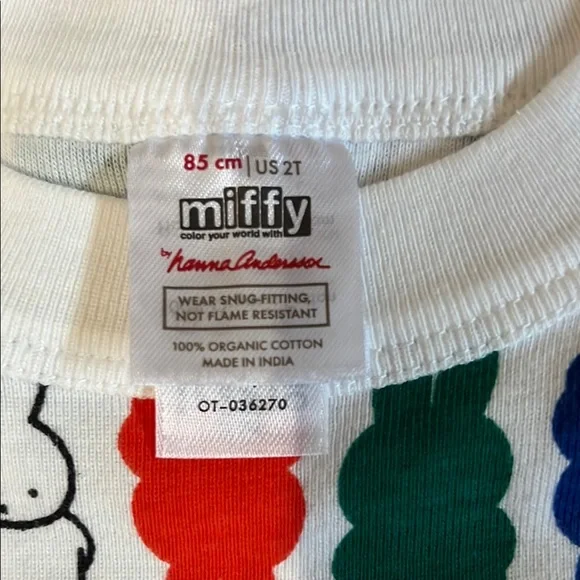 85 cm | US 2T
miffy
color your world with
by hanna Andersson
WEAR SNUG-FITTING,
NOT FLAME RESISTANT
100% ORGANIC COTTON
MADE IN INDIA
OT-036270